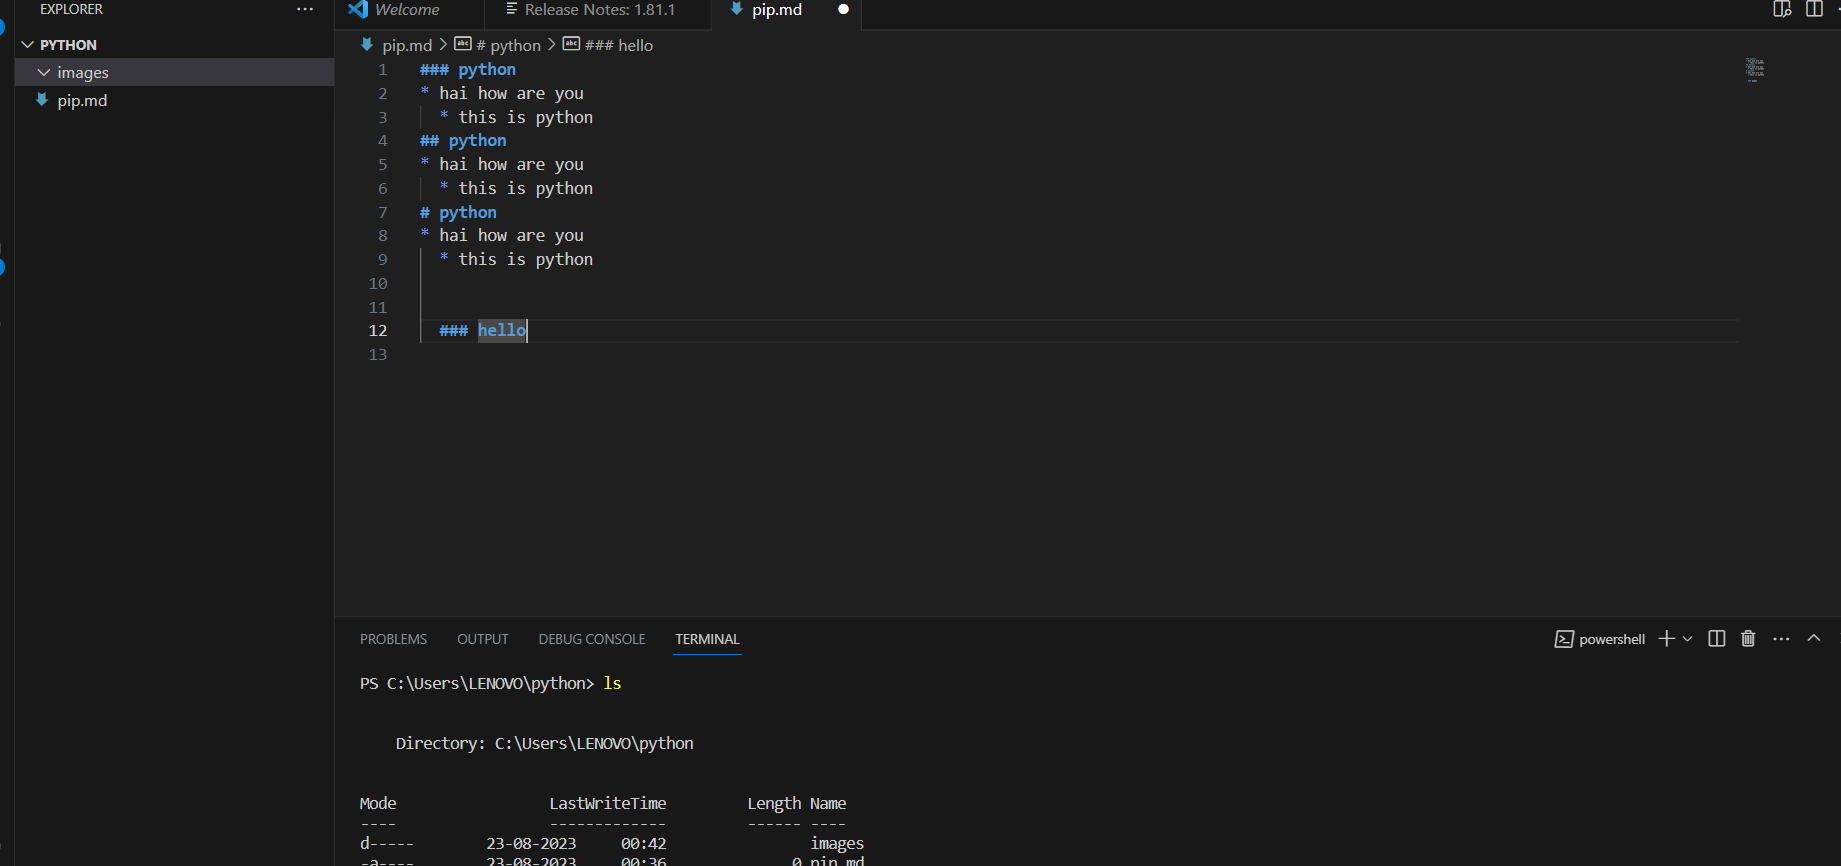 EXPLORER ···
PYTHON
images
pip.md
Welcome
Release Notes: 1.81.1
pip.md
pip.md > # python > ### hello
1 ### python
2 * hai how are you
3 * this is python
4 ## python
5 * hai how are you
6 * this is python
7 # python
8 * hai how are you
9 * this is python
10
11
12 ### hello
13
PROBLEMS OUTPUT DEBUG CONSOLE TERMINAL
powershell
PS C:\Users\LENOVO\python> ls
Directory: C:\Users\LENOVO\python
Mode LastWriteTime Length Name
---- ------------- ------ ----
d----- 23-08-2023 00:42 images
-a---- 23-08-2023 00:36 0 pip.md